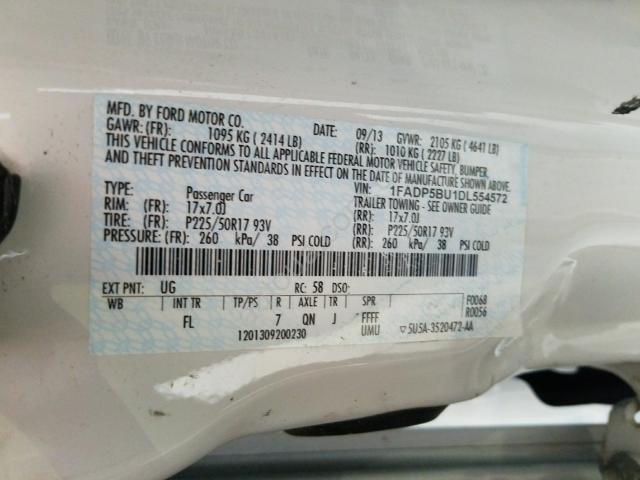 MFD. BY FORD MOTOR CO. DATE: 09/13 GVWR: 2105 KG ( 4641 LB)
GAWR: (FR): 1095 KG ( 2414 LB) (RR): 1010 KG ( 2227 LB)
THIS VEHICLE CONFORMS TO ALL APPLICABLE FEDERAL MOTOR VEHICLE SAFETY, BUMPER,
AND THEFT PREVENTION STANDARDS IN EFFECT ON THE DATE OF MANUFACTURE SHOWN ABOVE.
VIN: 1FADP5BU1DL554572
TYPE: Passenger Car TRAILER TOWING - SEE OWNER GUIDE
RIM: (FR): 17x7.0J (RR): 17x7.0J
TIRE: (FR): P225/50R17 93V (RR): P225/50R17 93V
PRESSURE: (FR): 260 kPa/ 38 PSI COLD (RR): 260 kPa/ 38 PSI COLD
EXT PNT: UG RC: 58 DSO:
WB INT TR TP/PS R AXLE TR SPR F0068
R0056
FL 7 QN J FFFF
UMU
1201309200230
▽5U5A-3520472-AA